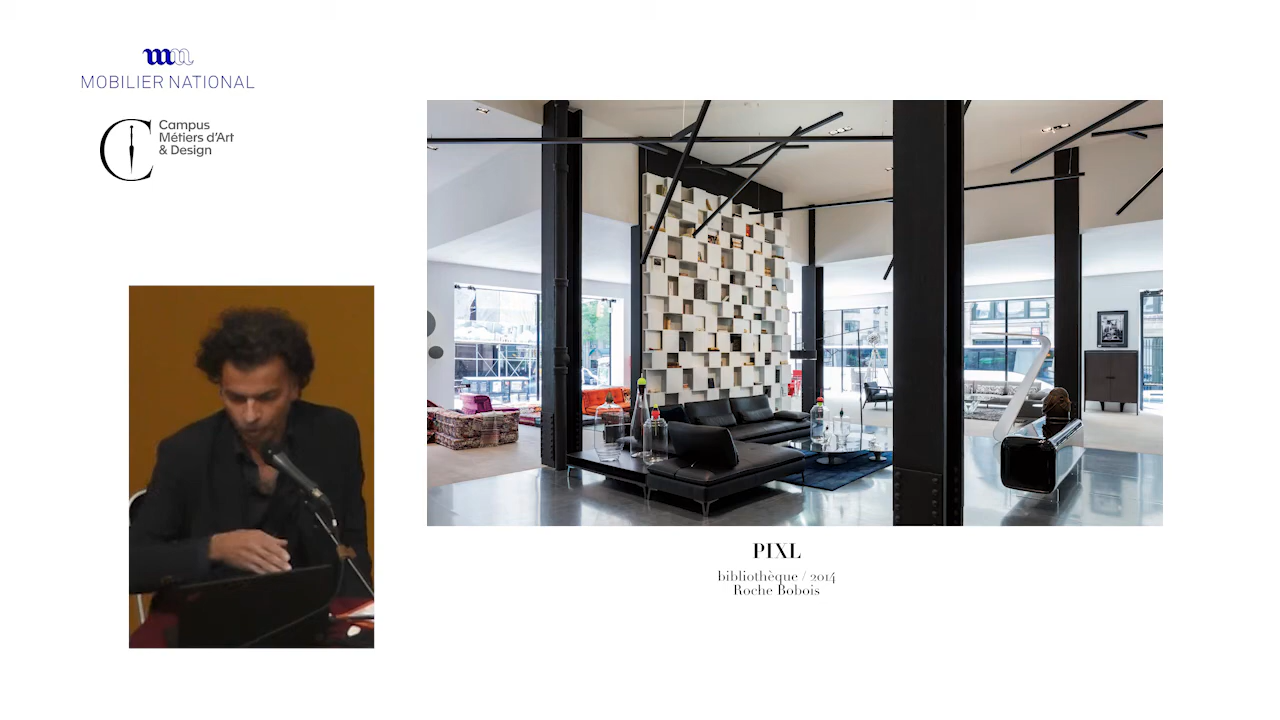 MOBILIER NATIONAL
Campus
Métiers d'Art
& Design
PIXL
bibliothèque / 2014
Roche Bobois